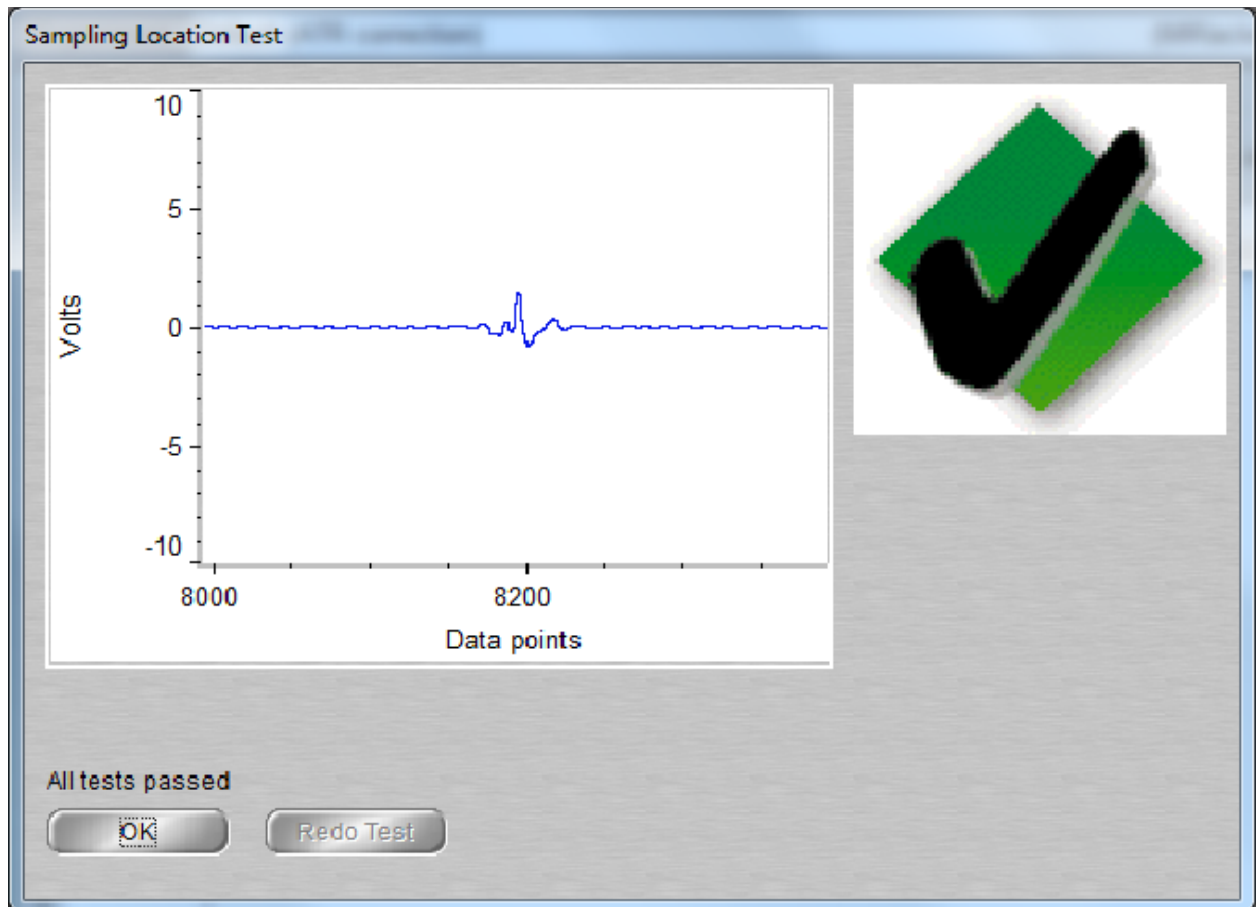 Sampling Location Test
10
5
0
-5
-10
Volts
8000
8200
Data points
All tests passed
OK
Redo Test